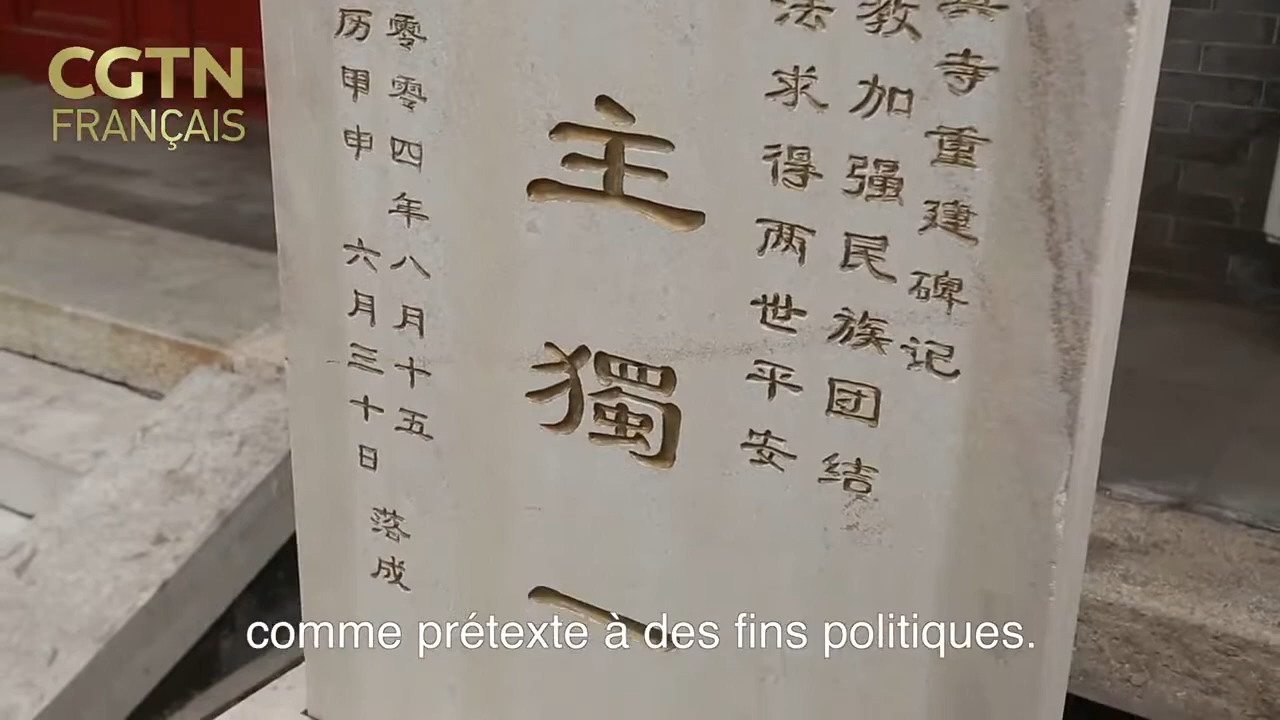 CGTN
FRANÇAIS
寺重建碑记
教加强民族团结
法求得两世平安
主獨一
零零四年八月十五
历甲申六月三十日落成
comme prétexte à des fins politiques.